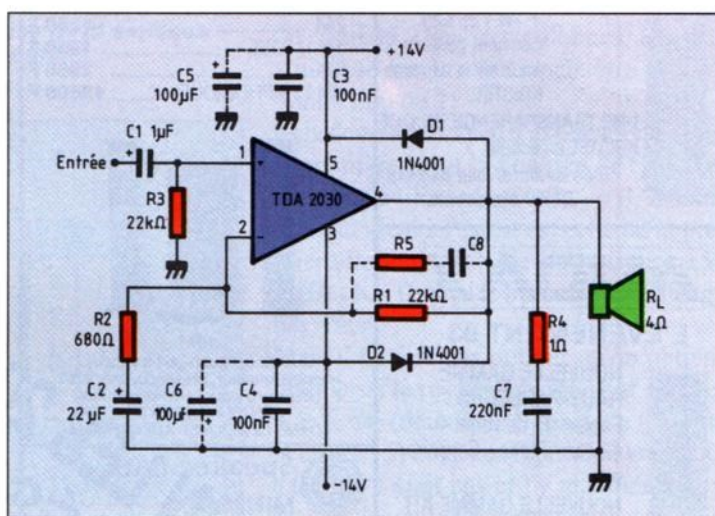 +14V
C5
100µF
C3
100nF
D1
1N4001
C1 1µF
Entrée
1
5
TDA 2030
4
R3
22kΩ
2
3
R5
C8
R1
22kΩ
R2
680Ω
D2
1N4001
R4
1Ω
RL
4Ω
C2
22µF
C6
100µF
C4
100nF
C7
220nF
-14V